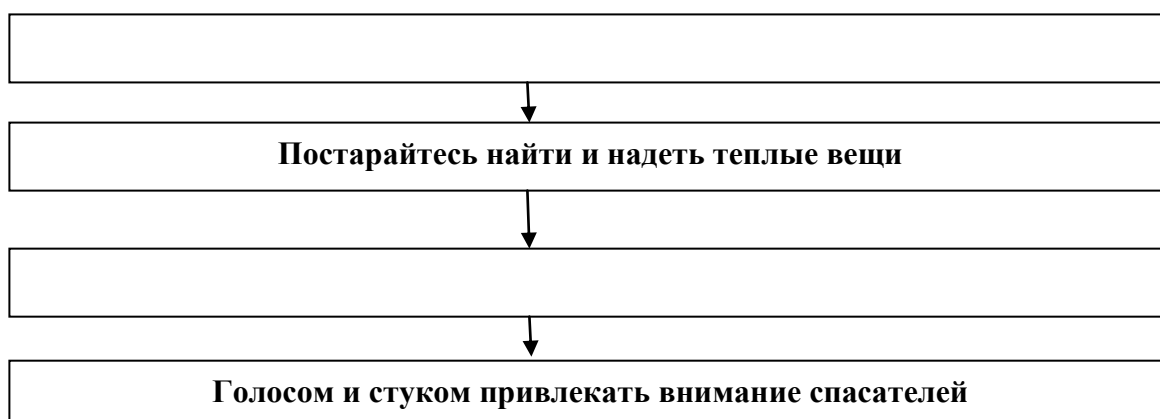 Постарайтесь найти и надеть теплые вещи
Голосом и стуком привлекать внимание спасателей